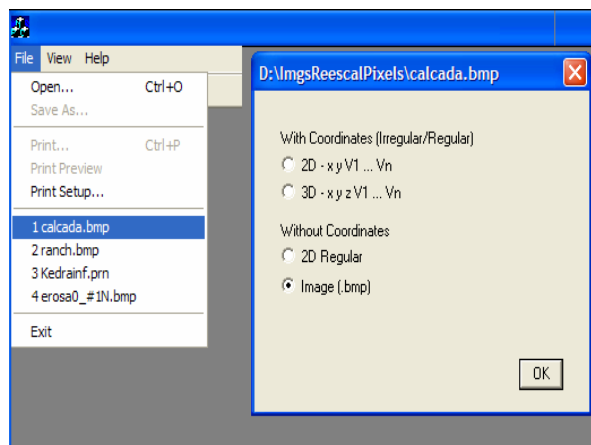 File View Help
Open... Ctrl+O
Save As...
Print... Ctrl+P
Print Preview
Print Setup...
1 calcada.bmp
2 ranch.bmp
3 Kedrainf.prn
4 erosa0_#1N.bmp
Exit
D:\ImgsReescalPixels\calcada.bmp
With Coordinates (Irregular/Regular)
2D - x y V1 ... Vn
3D - x y z V1 ... Vn
Without Coordinates
2D Regular
Image (.bmp)
OK